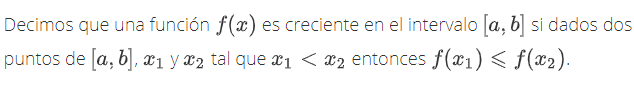 Decimos que una función f(x) es creciente en el intervalo [a, b] si dados dos
puntos de [a, b], x₁ y x₂ tal que x₁ < x₂ entonces f(x₁) ⩽ f(x₂).